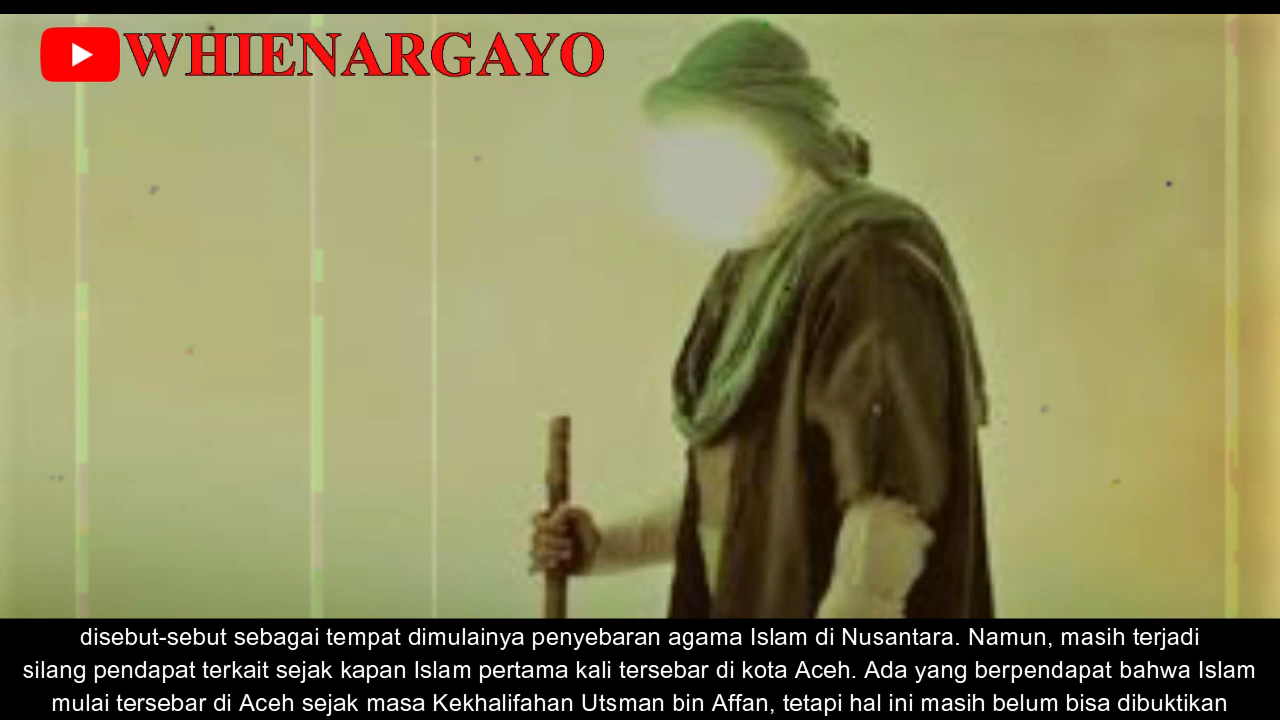 WHIENARGAYO
disebut-sebut sebagai tempat dimulainya penyebaran agama Islam di Nusantara. Namun, masih terjadi
silang pendapat terkait sejak kapan Islam pertama kali tersebar di kota Aceh. Ada yang berpendapat bahwa Islam
mulai tersebar di Aceh sejak masa Kekhalifahan Utsman bin Affan, tetapi hal ini masih belum bisa dibuktikan